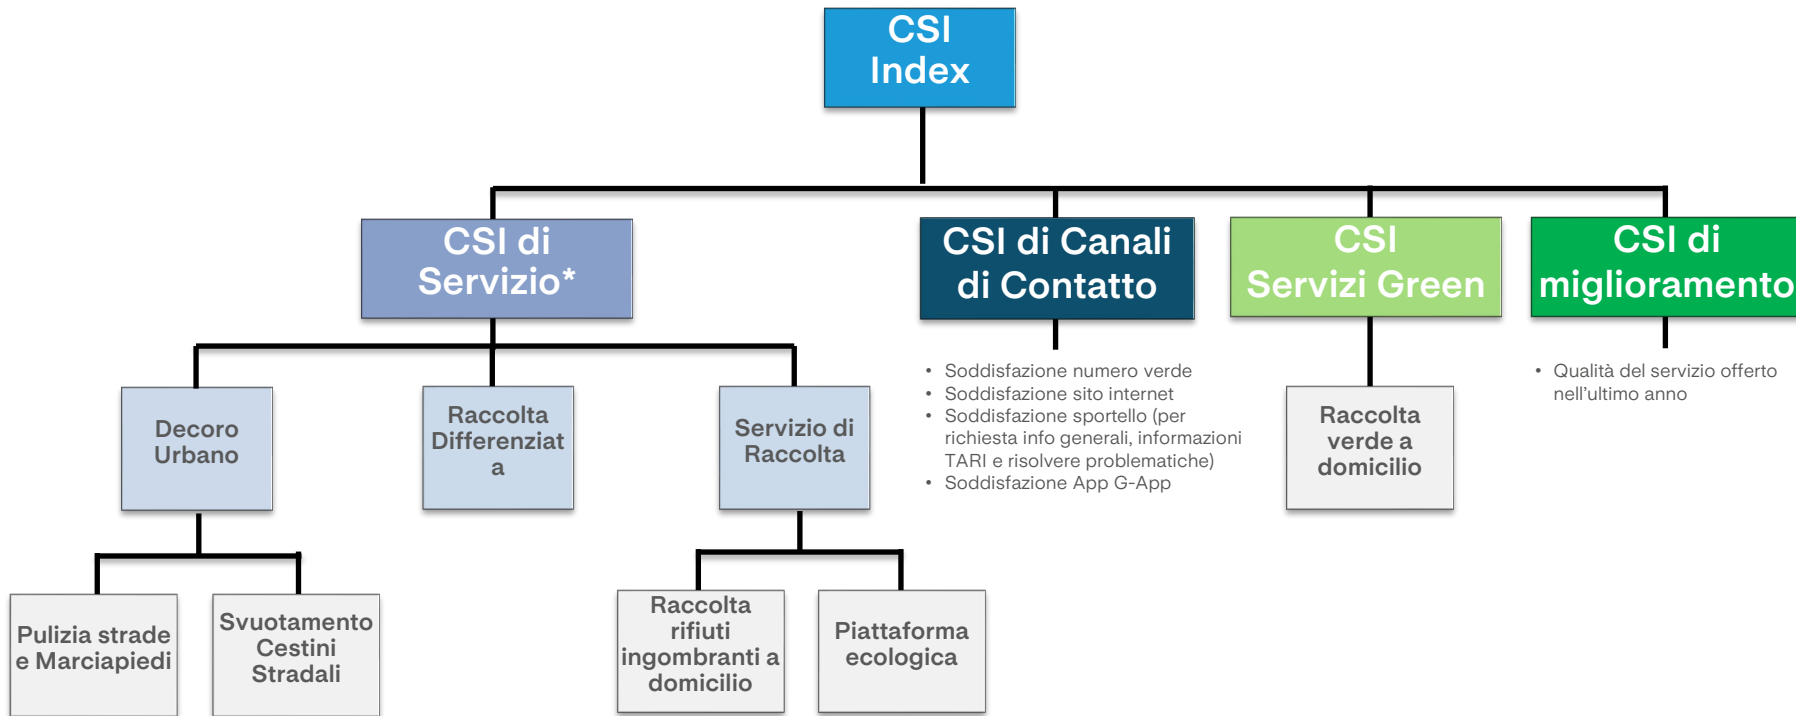 CSI
Index
CSI di
Servizio*
CSI di Canali
di Contatto
CSI
Servizi Green
CSI di
miglioramento
Decoro
Urbano
Raccolta
Differenziat
a
Servizio di
Raccolta
• Soddisfazione numero verde
• Soddisfazione sito internet
• Soddisfazione sportello (per
richiesta info generali, informazioni
TARI e risolvere problematiche)
• Soddisfazione App G-App
Raccolta
verde a
domicilio
• Qualità del servizio offerto
nell'ultimo anno
Pulizia strade
e Marciapiedi
Svuotamento
Cestini
Stradali
Raccolta
rifiuti
ingombranti a
domicilio
Piattaforma
ecologica